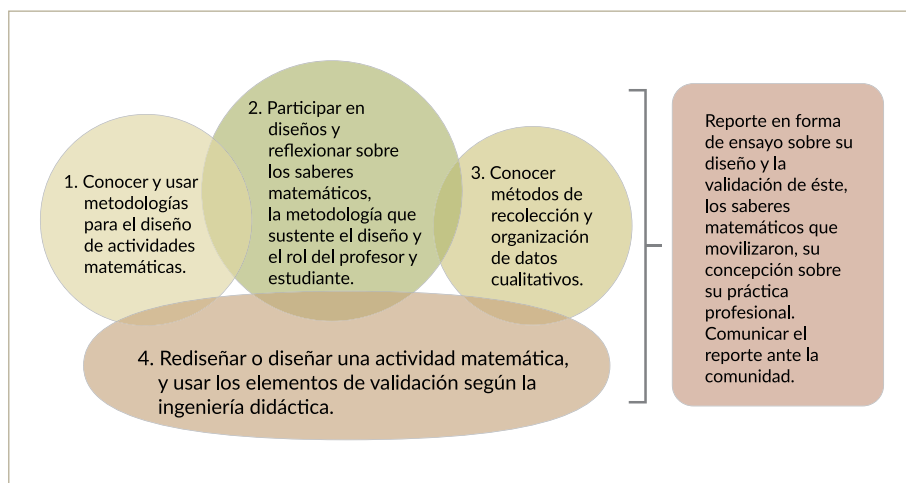 1. Conocer y usar
metodologías
para el diseño
de actividades
matemáticas.
2. Participar en
diseños y
reflexionar sobre
los saberes
matemáticos,
la metodología que
sustente el diseño y
el rol del profesor y
estudiante.
3. Conocer
métodos de
recolección y
organización
de datos
cualitativos.
4. Rediseñar o diseñar una actividad matemática,
y usar los elementos de validación según la
ingeniería didáctica.
Reporte en forma
de ensayo sobre su
diseño y la
validación de éste,
los saberes
matemáticos que
movilizaron, su
concepción sobre
su práctica
profesional.
Comunicar el
reporte ante la
comunidad.